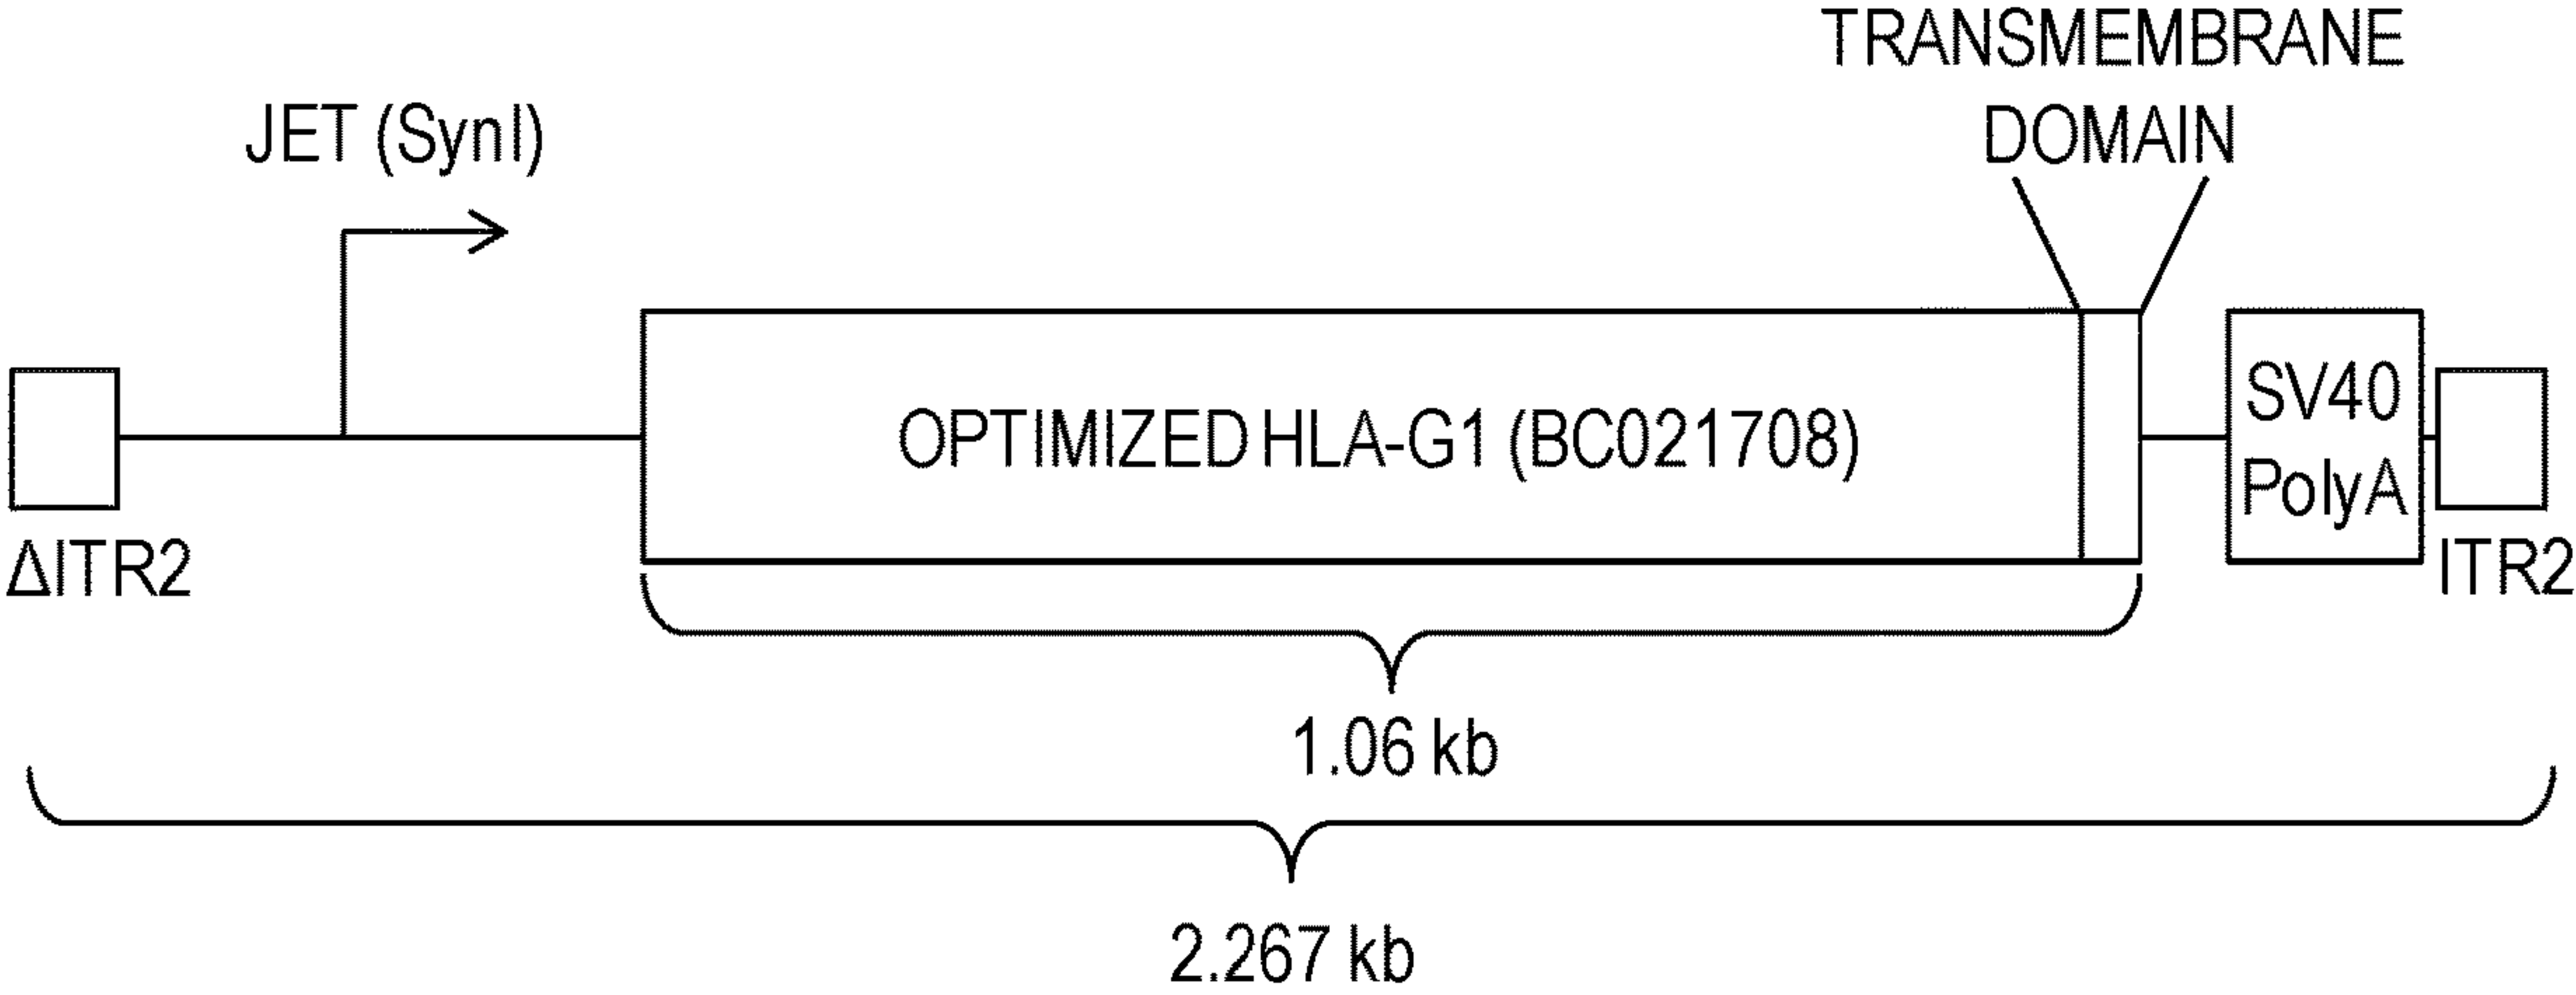 TRANSMEMBRANE
DOMAIN
JET (SynI)
OPTIMIZED HLA-G1 (BC021708)
SV40
PolyA
ΔITR2
ITR2
1.06 kb
2.267 kb